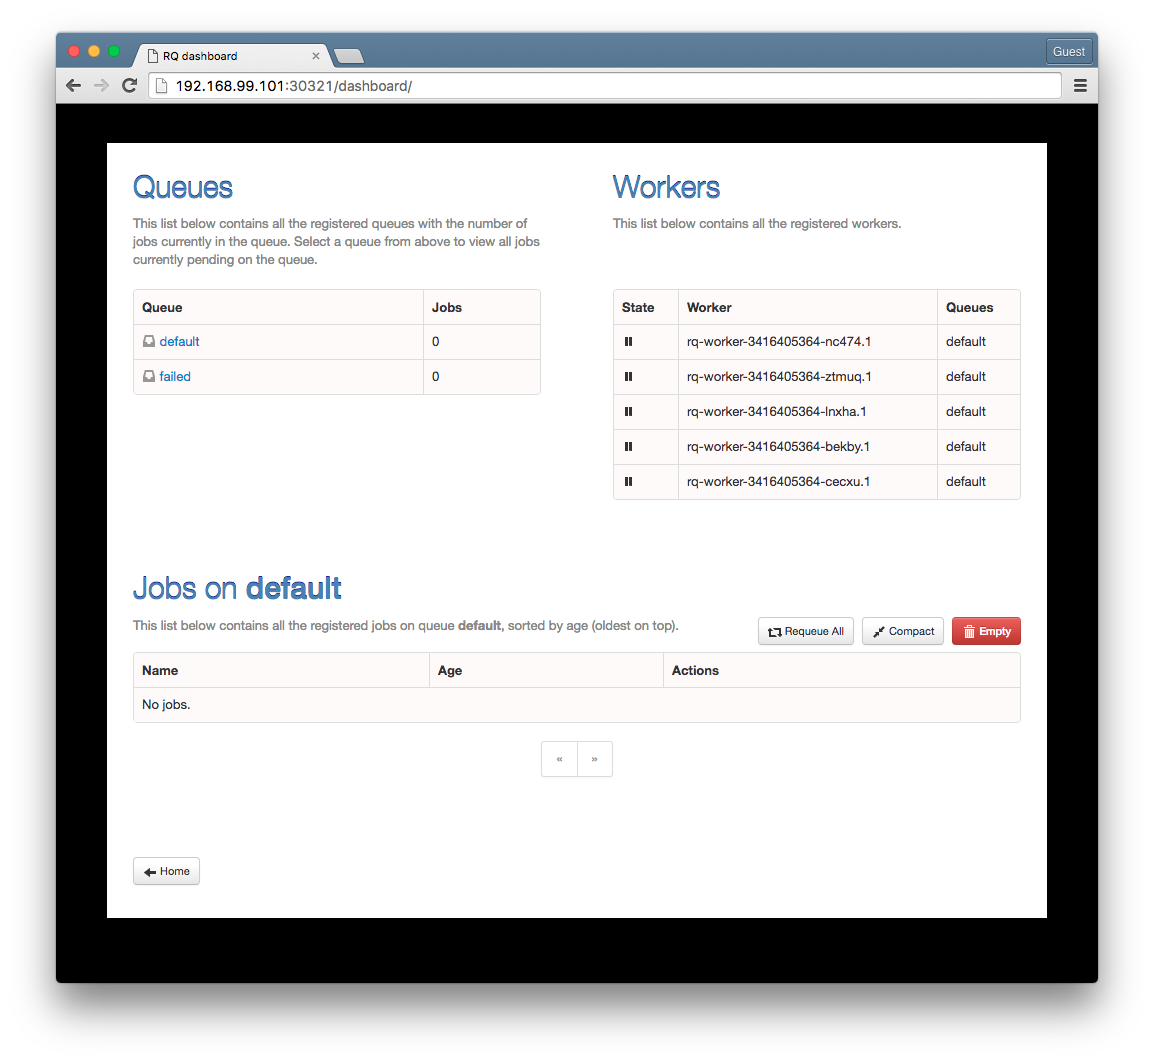 RQ dashboard
Guest
192.168.99.101:30321/dashboard/
Queues
This list below contains all the registered queues with the number of
jobs currently in the queue. Select a queue from above to view all jobs
currently pending on the queue.
Queue Jobs
default 0
failed 0
Workers
This list below contains all the registered workers.
State Worker Queues
rq-worker-3416405364-nc474.1 default
rq-worker-3416405364-ztmuq.1 default
rq-worker-3416405364-lnxha.1 default
rq-worker-3416405364-bekby.1 default
rq-worker-3416405364-cecxu.1 default
Jobs on default
This list below contains all the registered jobs on queue default, sorted by age (oldest on top).
Requeue All Compact Empty
Name Age Actions
No jobs.
« »
Home